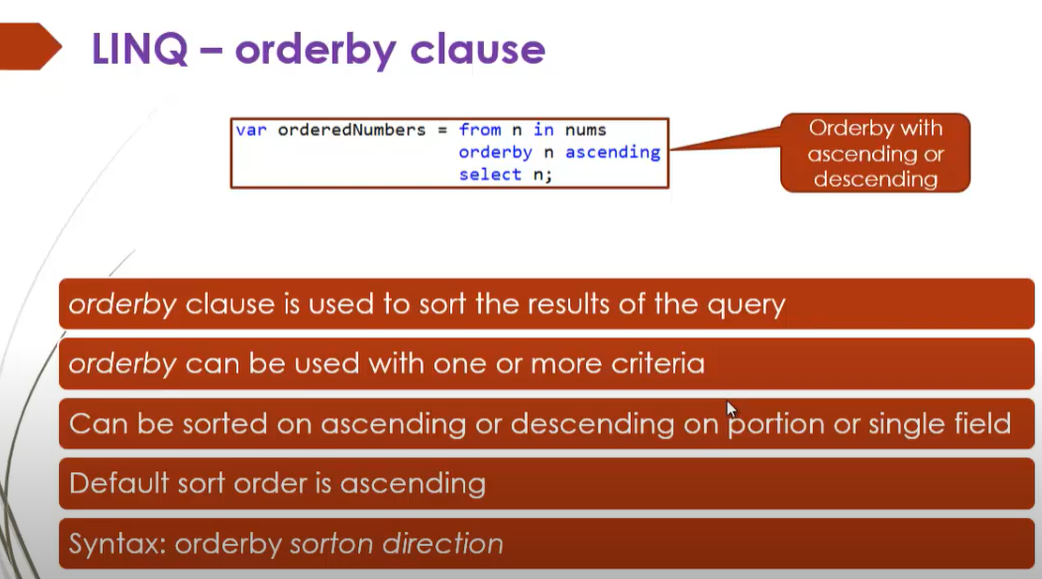 LINQ – orderby clause
var orderedNumbers = from n in nums
orderby n ascending
select n;
Orderby with
ascending or
descending
orderby clause is used to sort the results of the query
orderby can be used with one or more criteria
Can be sorted on ascending or descending on portion or single field
Default sort order is ascending
Syntax: orderby sorton direction